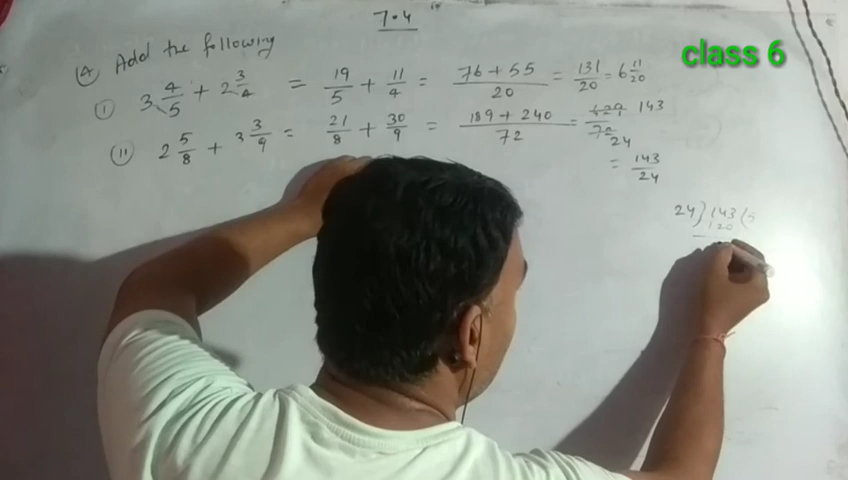 7.4
class 6
(4) Add the following
(i) 3 4/5 + 2 3/4 = 19/5 + 11/4 = 76+55/20 = 131/20 = 6 11/20
(ii) 2 5/8 + 3 3/9 = 21/8 + 30/9 = 189+240/72 = 429/72 143/24
= 143/24
24)143(5
120